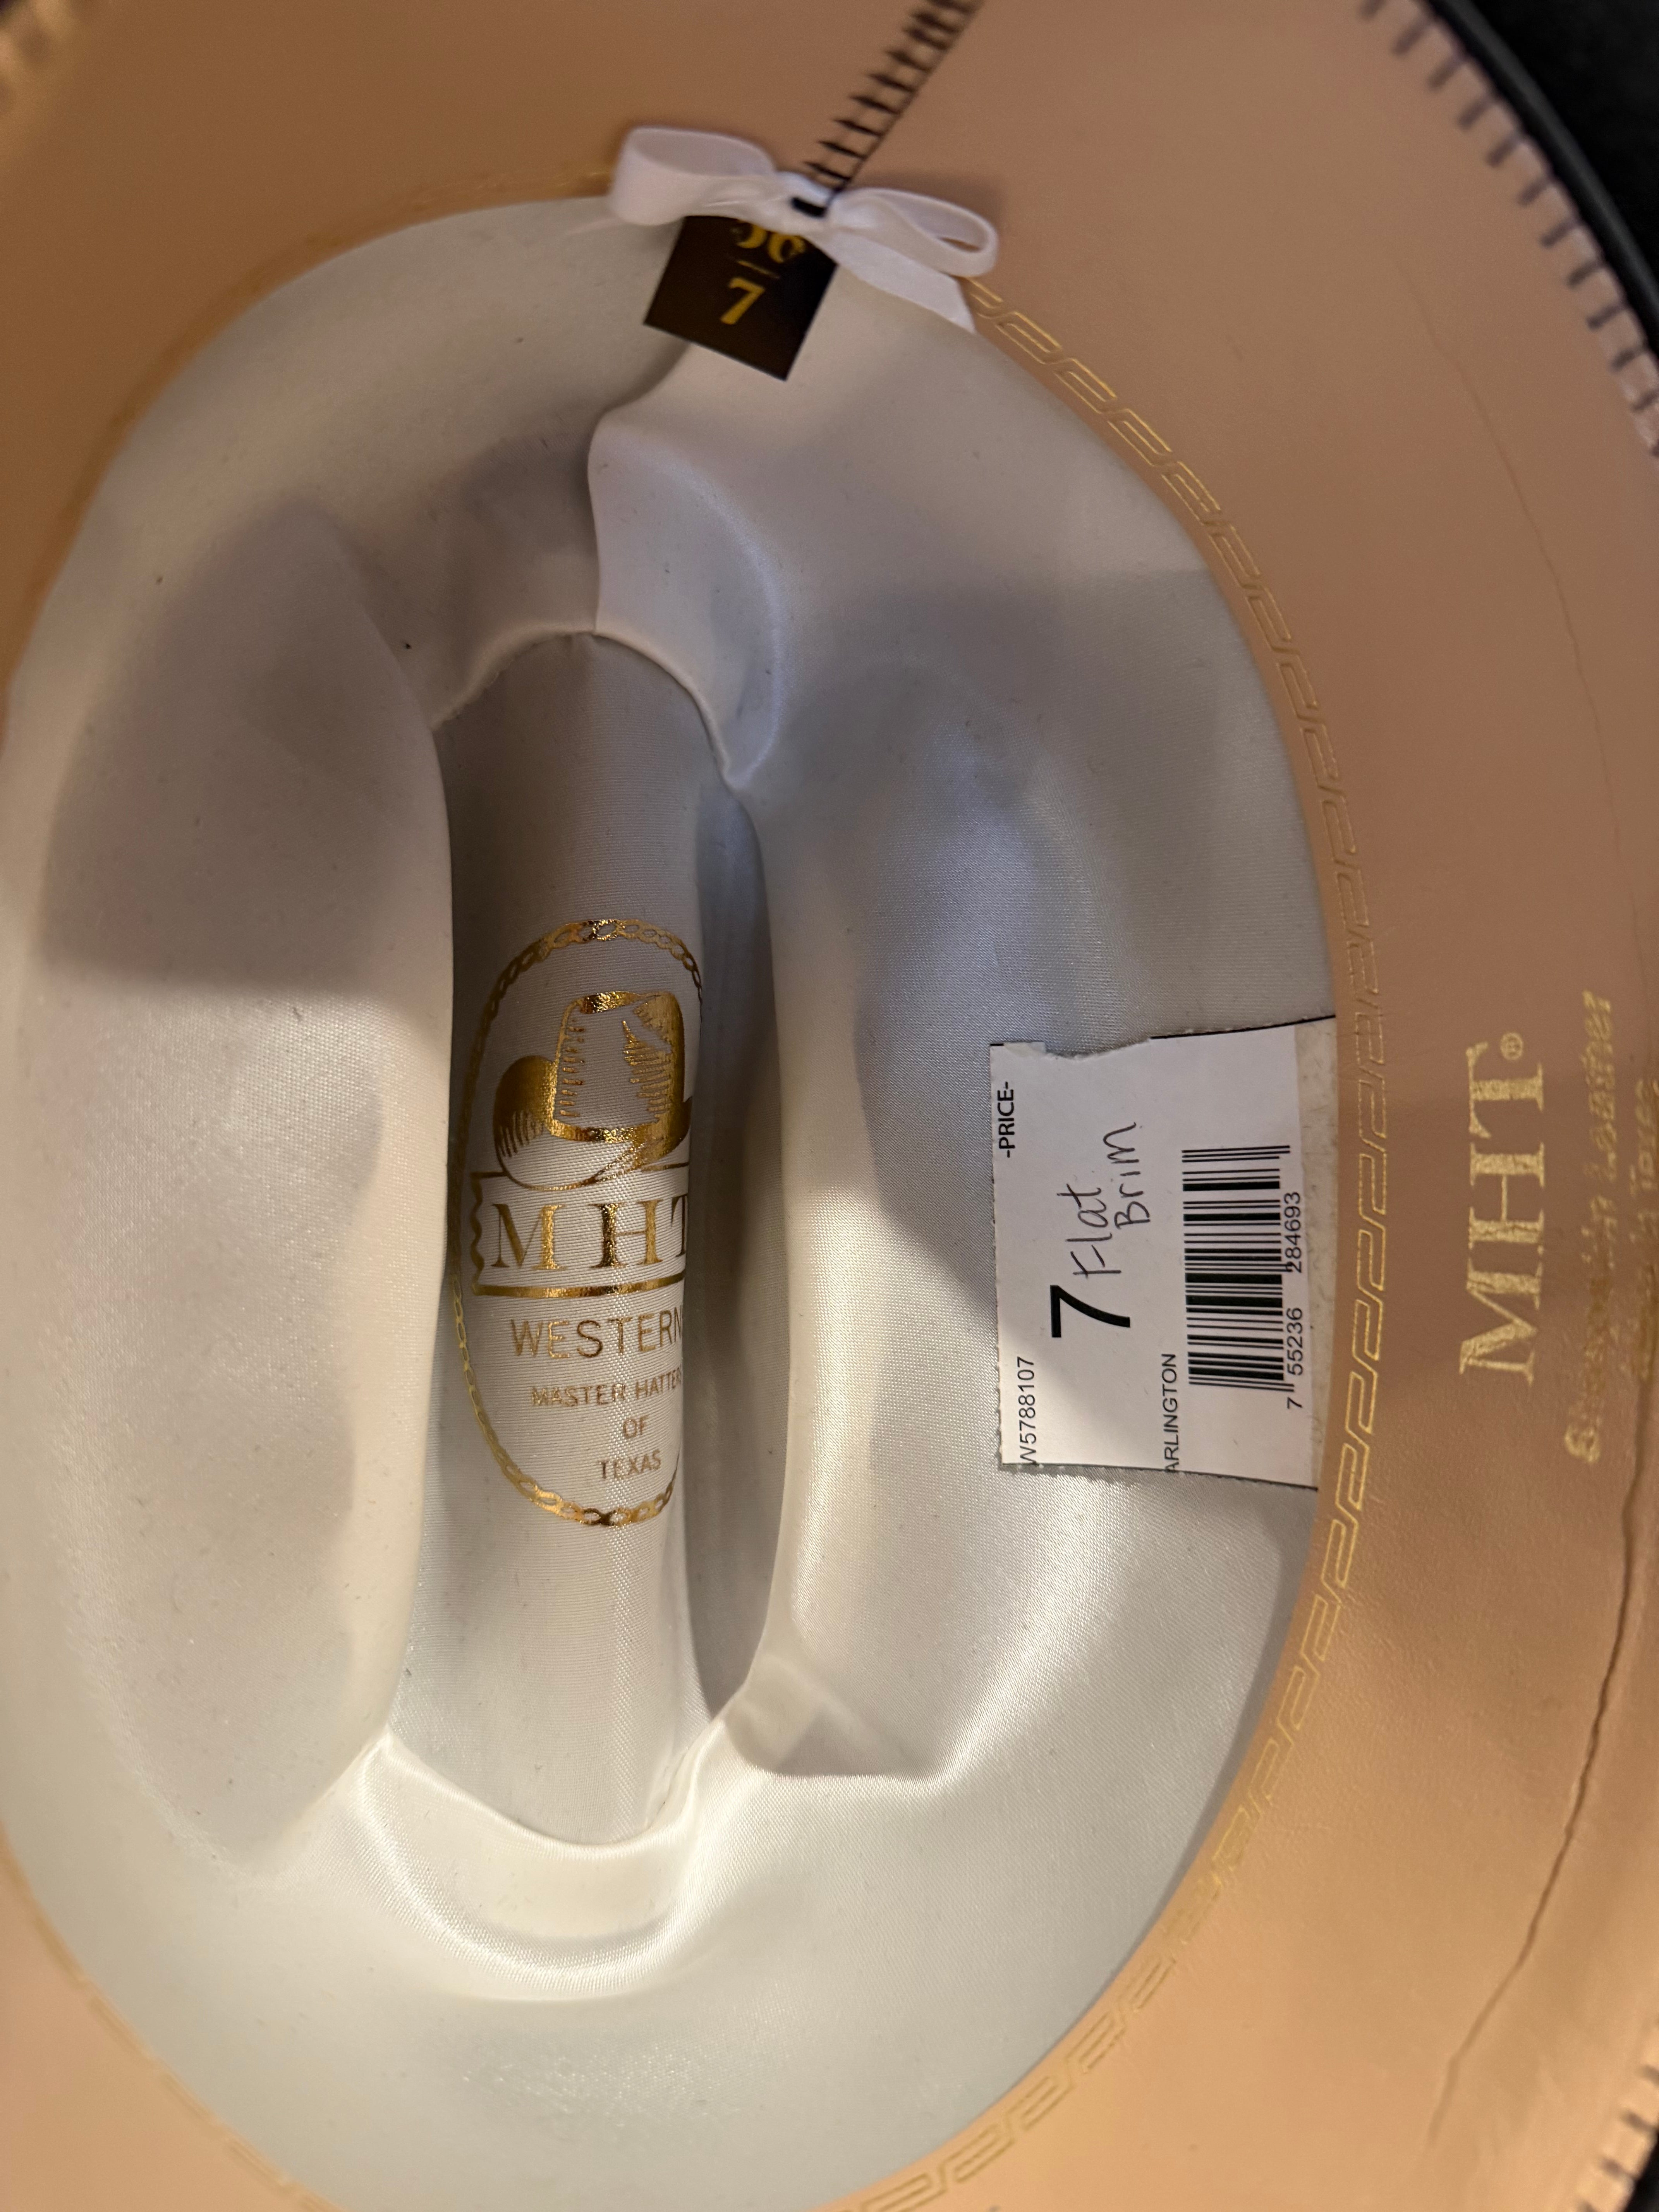 56
7
MHT
WESTERN
MASTER HATTERS
OF
TEXAS
-PRICE-
W5788107
7 Flat
Brim
ARLINGTON
7 55236 284693
MHT®